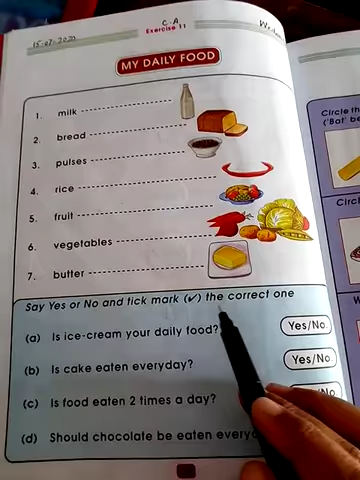 C.A
15-07-2020
Exercise 11
MY DAILY FOOD
1. milk
2. bread
3. pulses
4. rice
5. fruit
6. vegetables
7. butter
Say Yes or No and tick mark (✓) the correct one
(a) Is ice-cream your daily food? Yes/No
(b) Is cake eaten everyday? Yes/No
(c) Is food eaten 2 times a day?
(d) Should chocolate be eaten
Circle
('Bat'